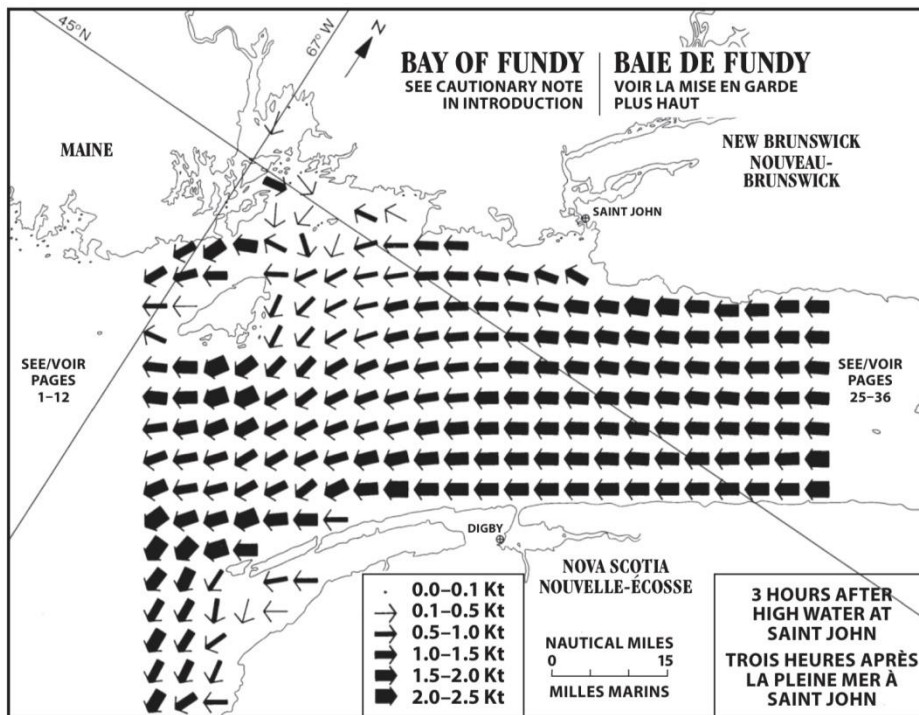 45°N
67°W
Z
BAY OF FUNDY
SEE CAUTIONARY NOTE
IN INTRODUCTION
BAIE DE FUNDY
VOIR LA MISE EN GARDE
PLUS HAUT
MAINE
NEW BRUNSWICK
NOUVEAU-
BRUNSWICK
SAINT JOHN
SEE/VOIR
PAGES
1–12
SEE/VOIR
PAGES
25–36
DIGBY
NOVA SCOTIA
NOUVELLE-ÉCOSSE
0.0–0.1 Kt
0.1–0.5 Kt
0.5–1.0 Kt
1.0–1.5 Kt
1.5–2.0 Kt
2.0–2.5 Kt
NAUTICAL MILES
0 15
MILLES MARINS
3 HOURS AFTER
HIGH WATER AT
SAINT JOHN
TROIS HEURES APRÈS
LA PLEINE MER À
SAINT JOHN